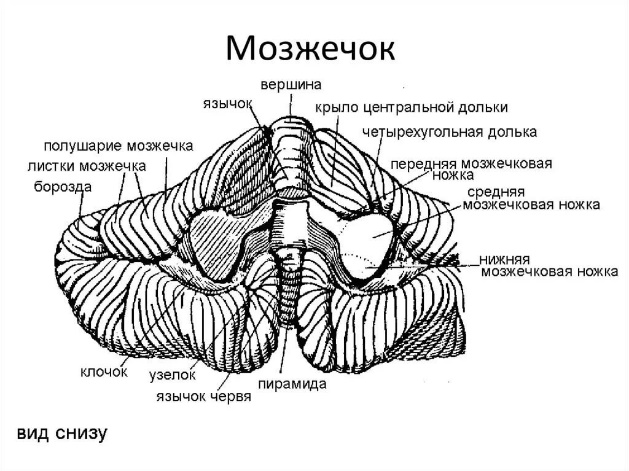 Мозжечок
вершина
язычок
крыло центральной дольки
четырехугольная долька
полушарие мозжечка
листки мозжечка
борозда
передняя мозжечковая
ножка
средняя
мозжечковая ножка
нижняя
мозжечковая ножка
клочок
узелок
язычок червя
пирамида
вид снизу